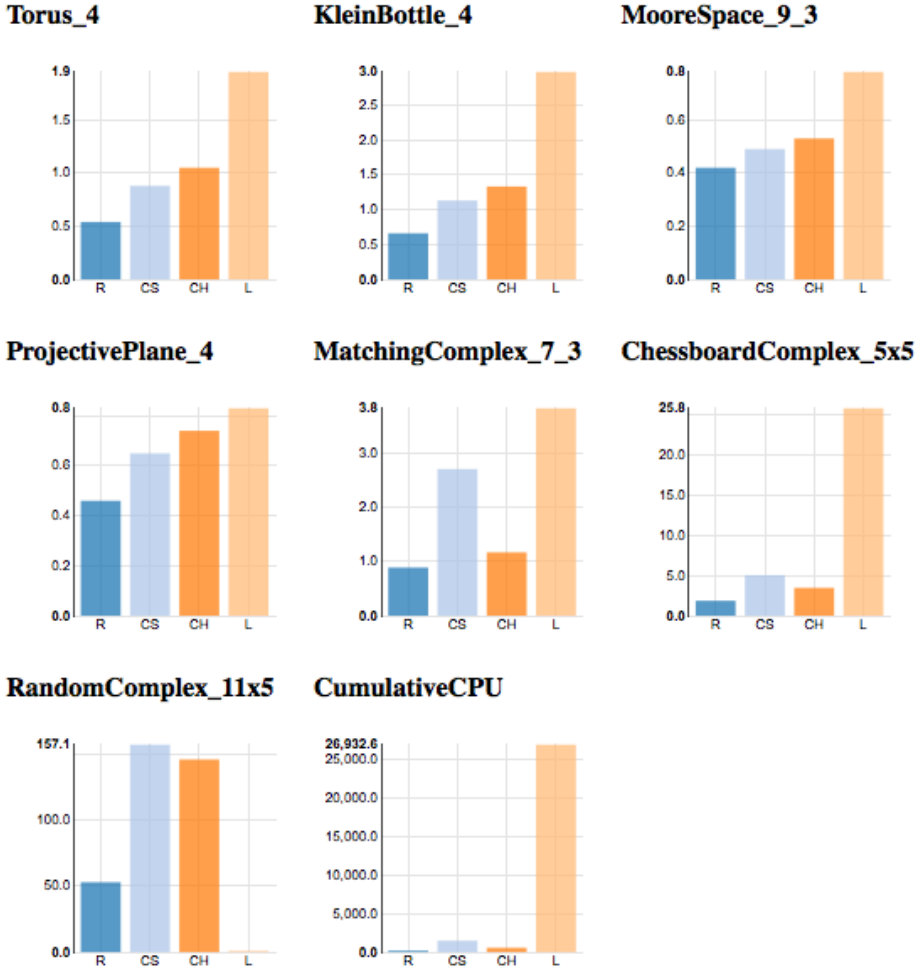 Torus_4
1.9
1.5
1.0
0.5
0.0
R CS CH L
KleinBottle_4
3.0
2.5
2.0
1.5
1.0
0.5
0.0
R CS CH L
MooreSpace_9_3
0.8
0.6
0.4
0.2
0.0
R CS CH L
ProjectivePlane_4
0.8
0.6
0.4
0.2
0.0
R CS CH L
MatchingComplex_7_3
3.8
3.0
2.0
1.0
0.0
R CS CH L
ChessboardComplex_5x5
25.8
20.0
15.0
10.0
5.0
0.0
R CS CH L
RandomComplex_11x5
157.1
100.0
50.0
0.0
R CS CH L
CumulativeCPU
26,932.6
25,000.0
20,000.0
15,000.0
10,000.0
5,000.0
0.0
R CS CH L